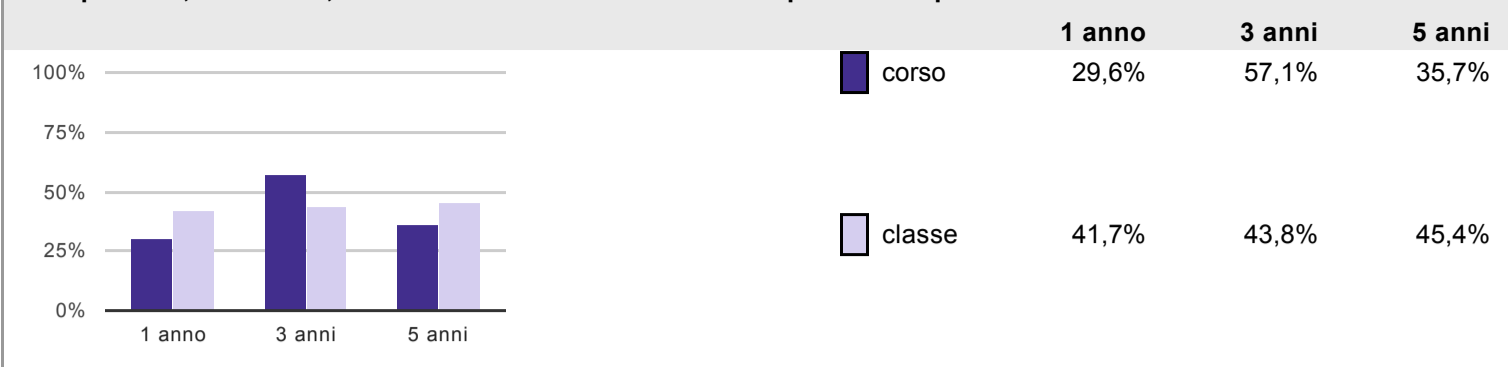 1 anno 3 anni 5 anni
100%
75%
50%
25%
0%
1 anno 3 anni 5 anni
corso 29,6% 57,1% 35,7%
classe 41,7% 43,8% 45,4%